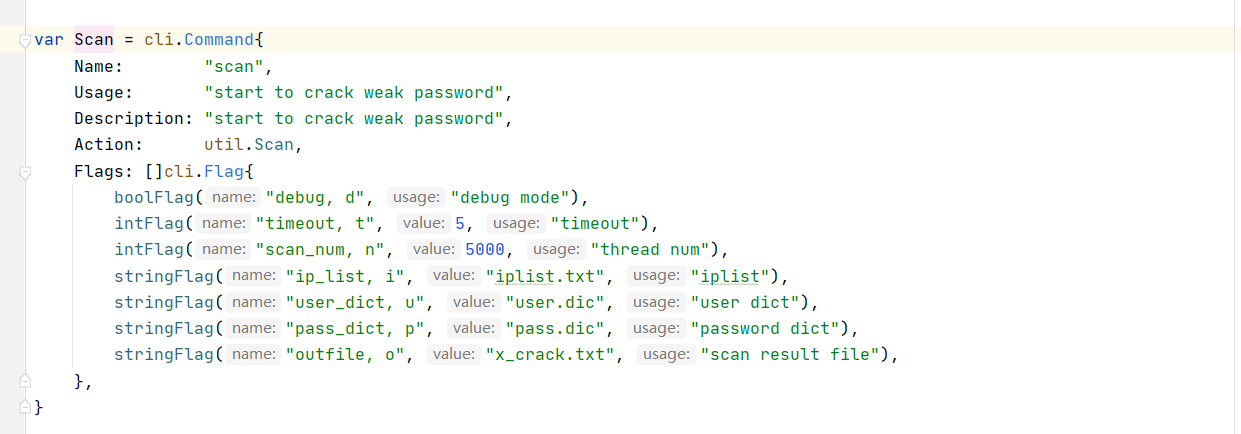 var Scan = cli.Command{
    Name:        "scan",
    Usage:       "start to crack weak password",
    Description: "start to crack weak password",
    Action:      util.Scan,
    Flags: []cli.Flag{
        boolFlag( name: "debug, d", usage: "debug mode"),
        intFlag( name: "timeout, t", value: 5, usage: "timeout"),
        intFlag( name: "scan_num, n", value: 5000, usage: "thread num"),
        stringFlag( name: "ip_list, i", value: "iplist.txt", usage: "iplist"),
        stringFlag( name: "user_dict, u", value: "user.dic", usage: "user dict"),
        stringFlag( name: "pass_dict, p", value: "pass.dic", usage: "password dict"),
        stringFlag( name: "outfile, o", value: "x_crack.txt", usage: "scan result file"),
    },
}